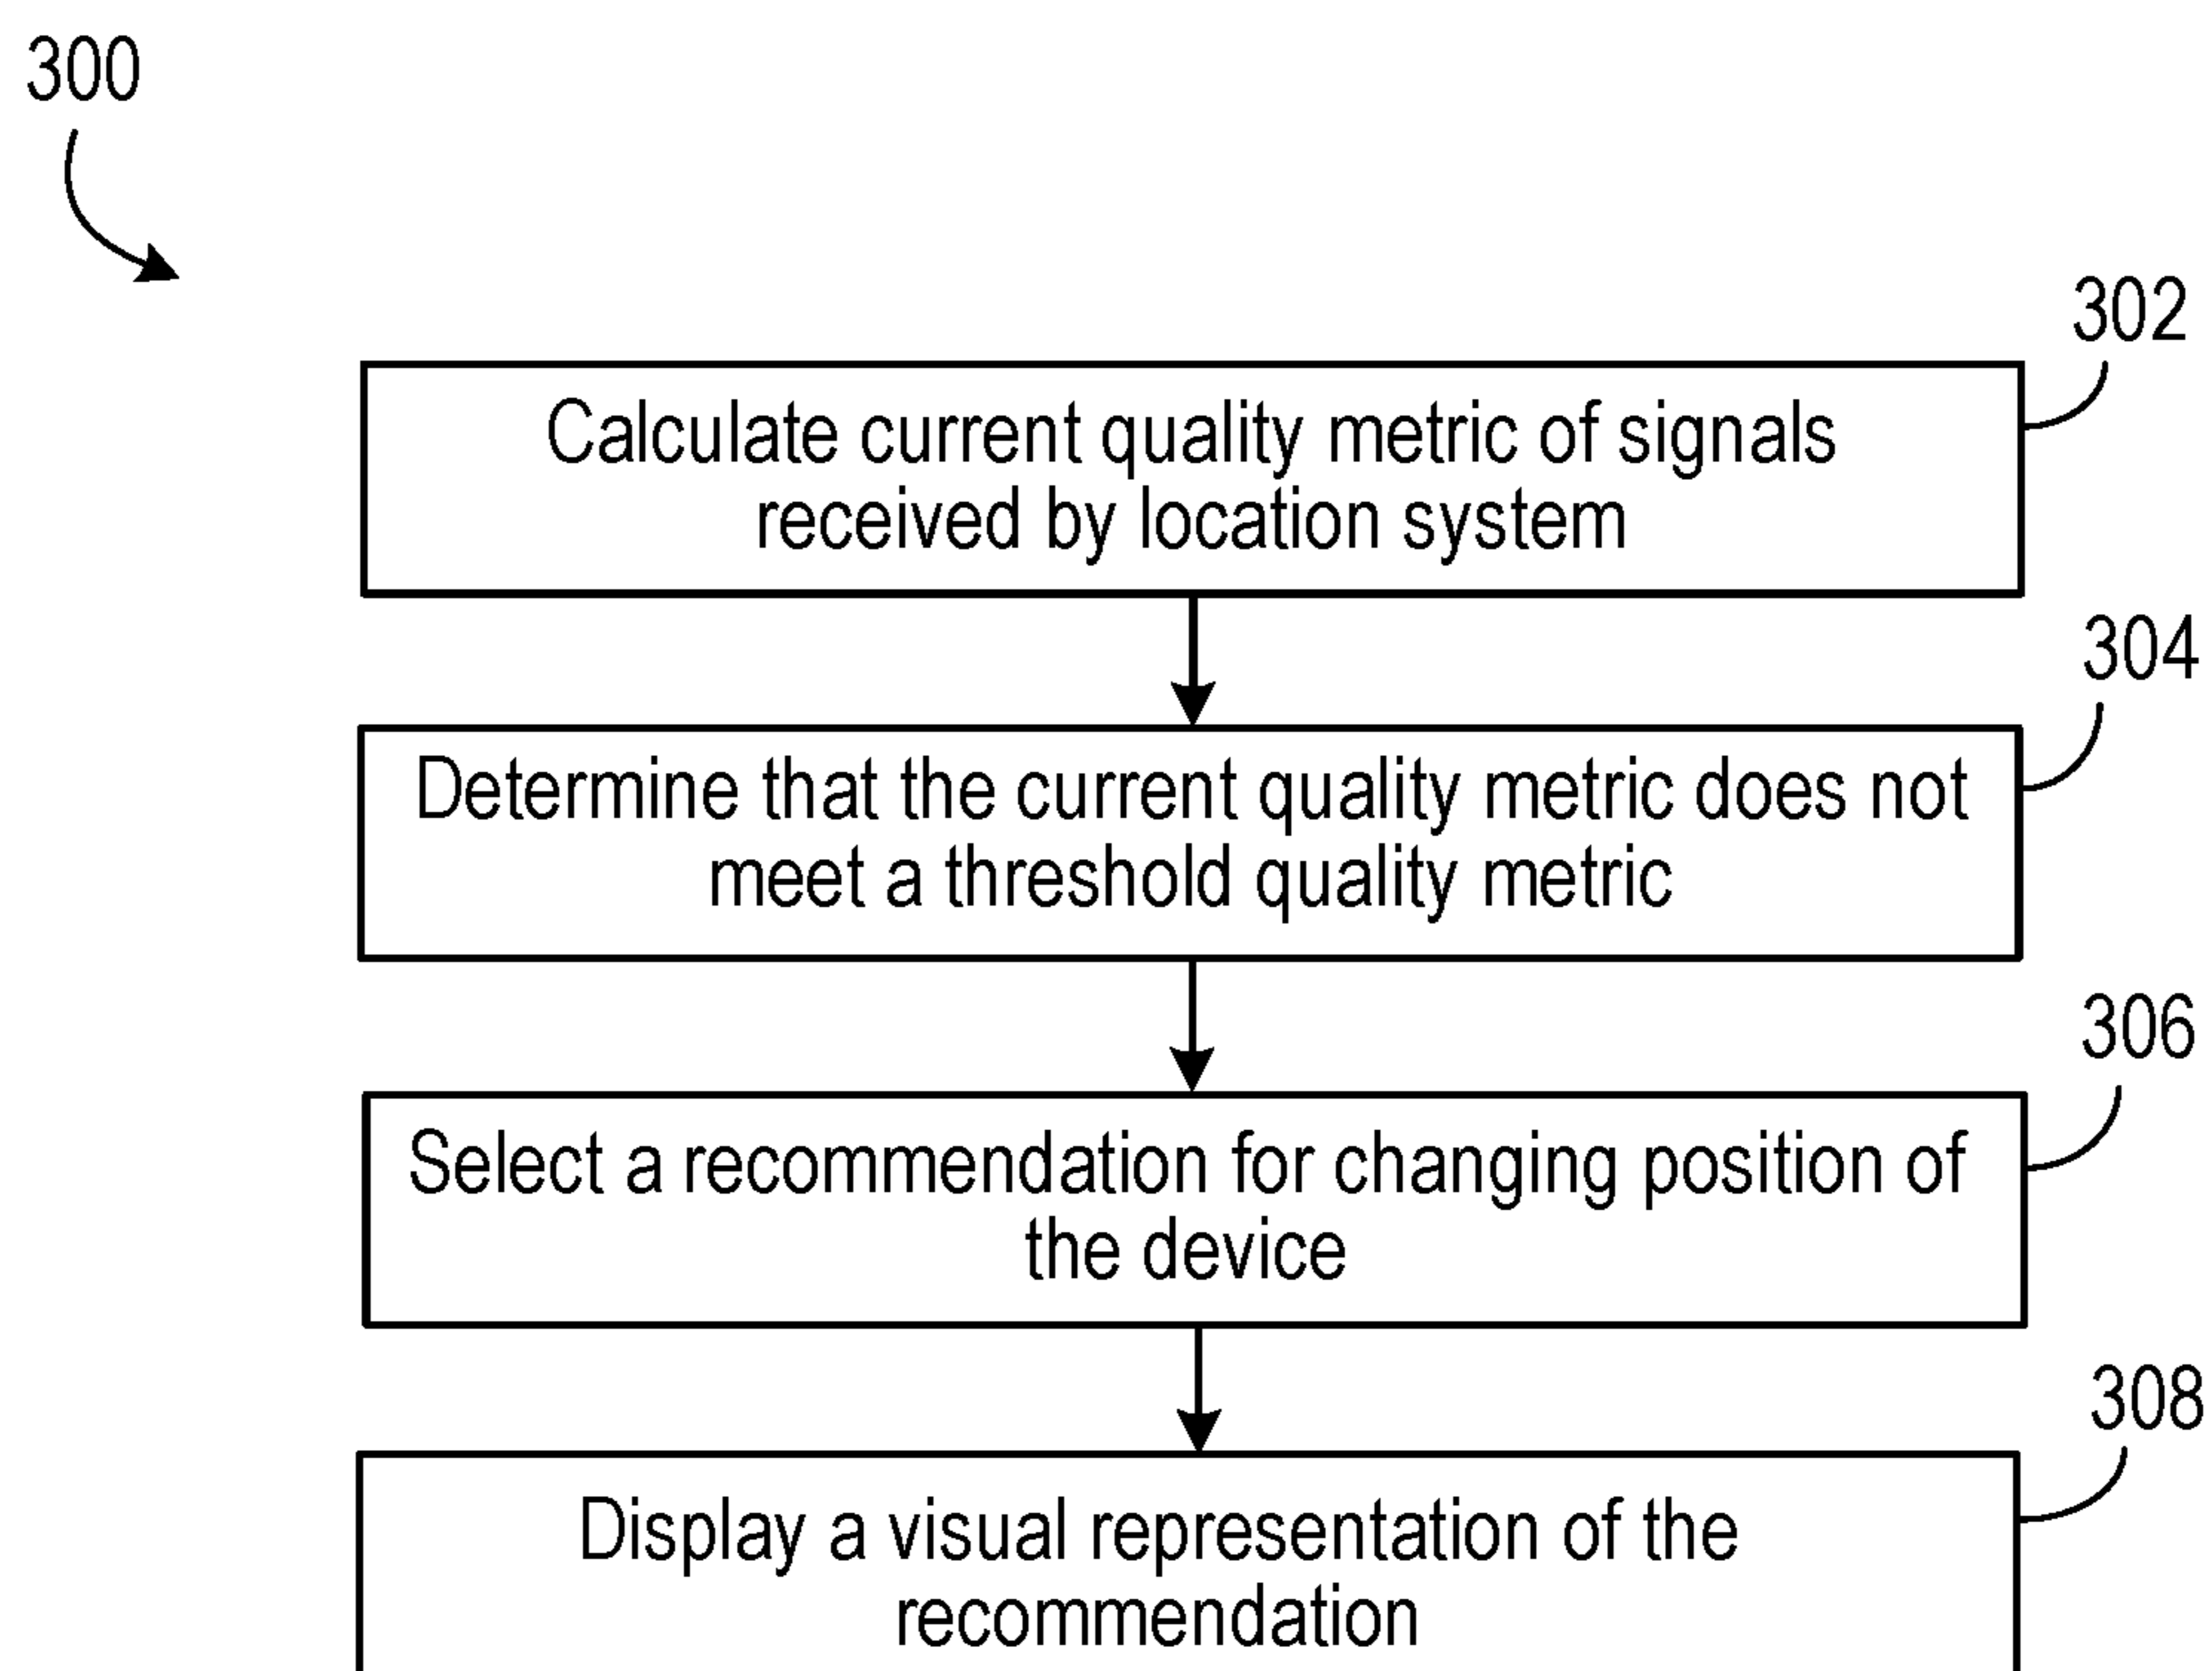 300
302
Calculate current quality metric of signals
received by location system
304
Determine that the current quality metric does not
meet a threshold quality metric
306
Select a recommendation for changing position of
the device
308
Display a visual representation of the
recommendation